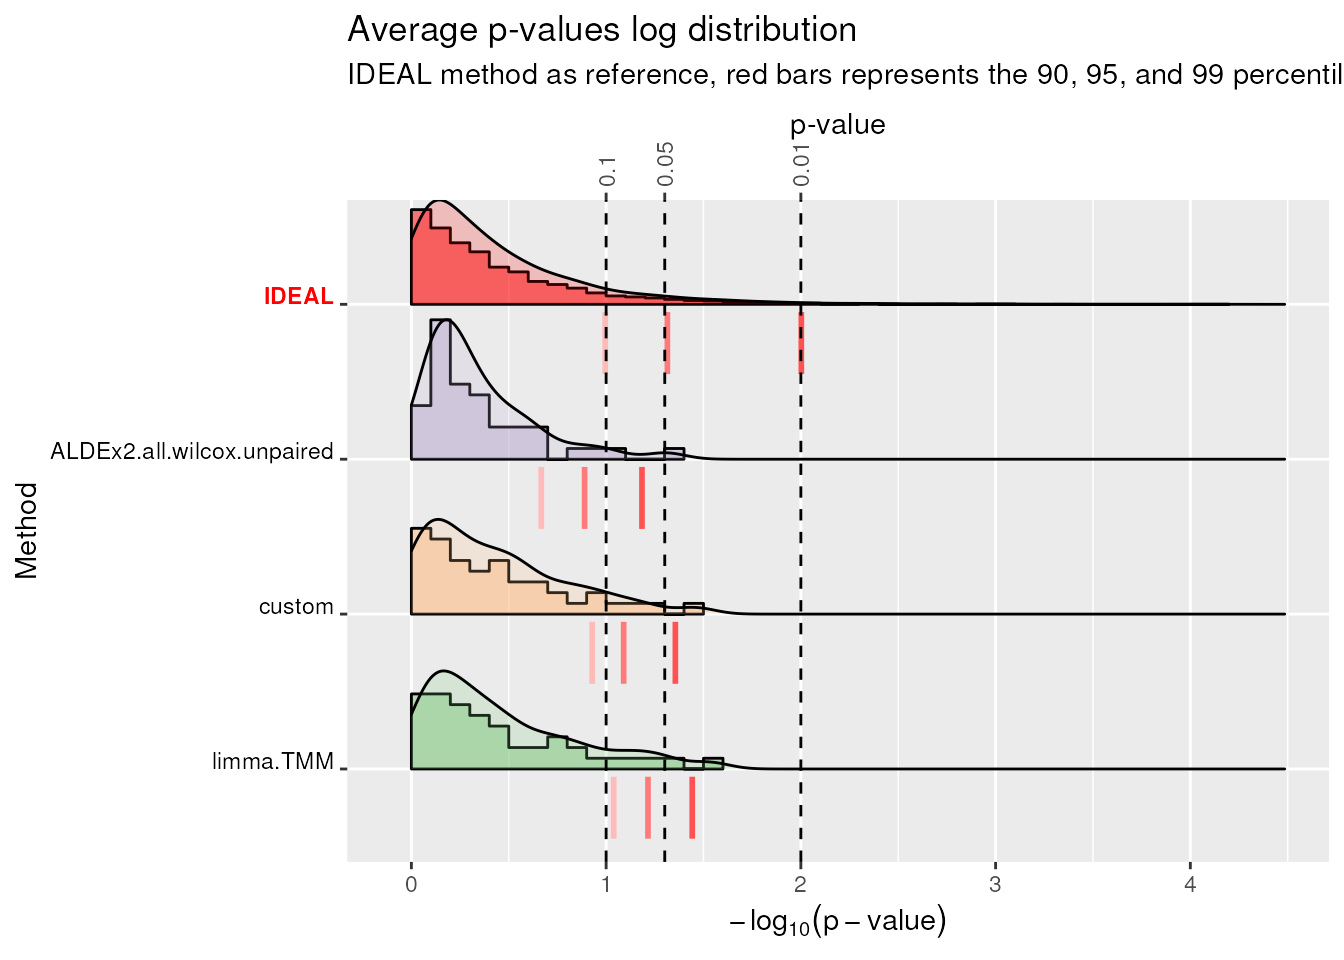 Average p-values log distribution
IDEAL method as reference, red bars represents the 90, 95, and 99 percentil
p-value
0.1 0.05 0.01
IDEAL
ALDEx2.all.wilcox.unpaired
custom
limma.TMM
Method
0 1 2 3 4
−log₁₀(p − value)